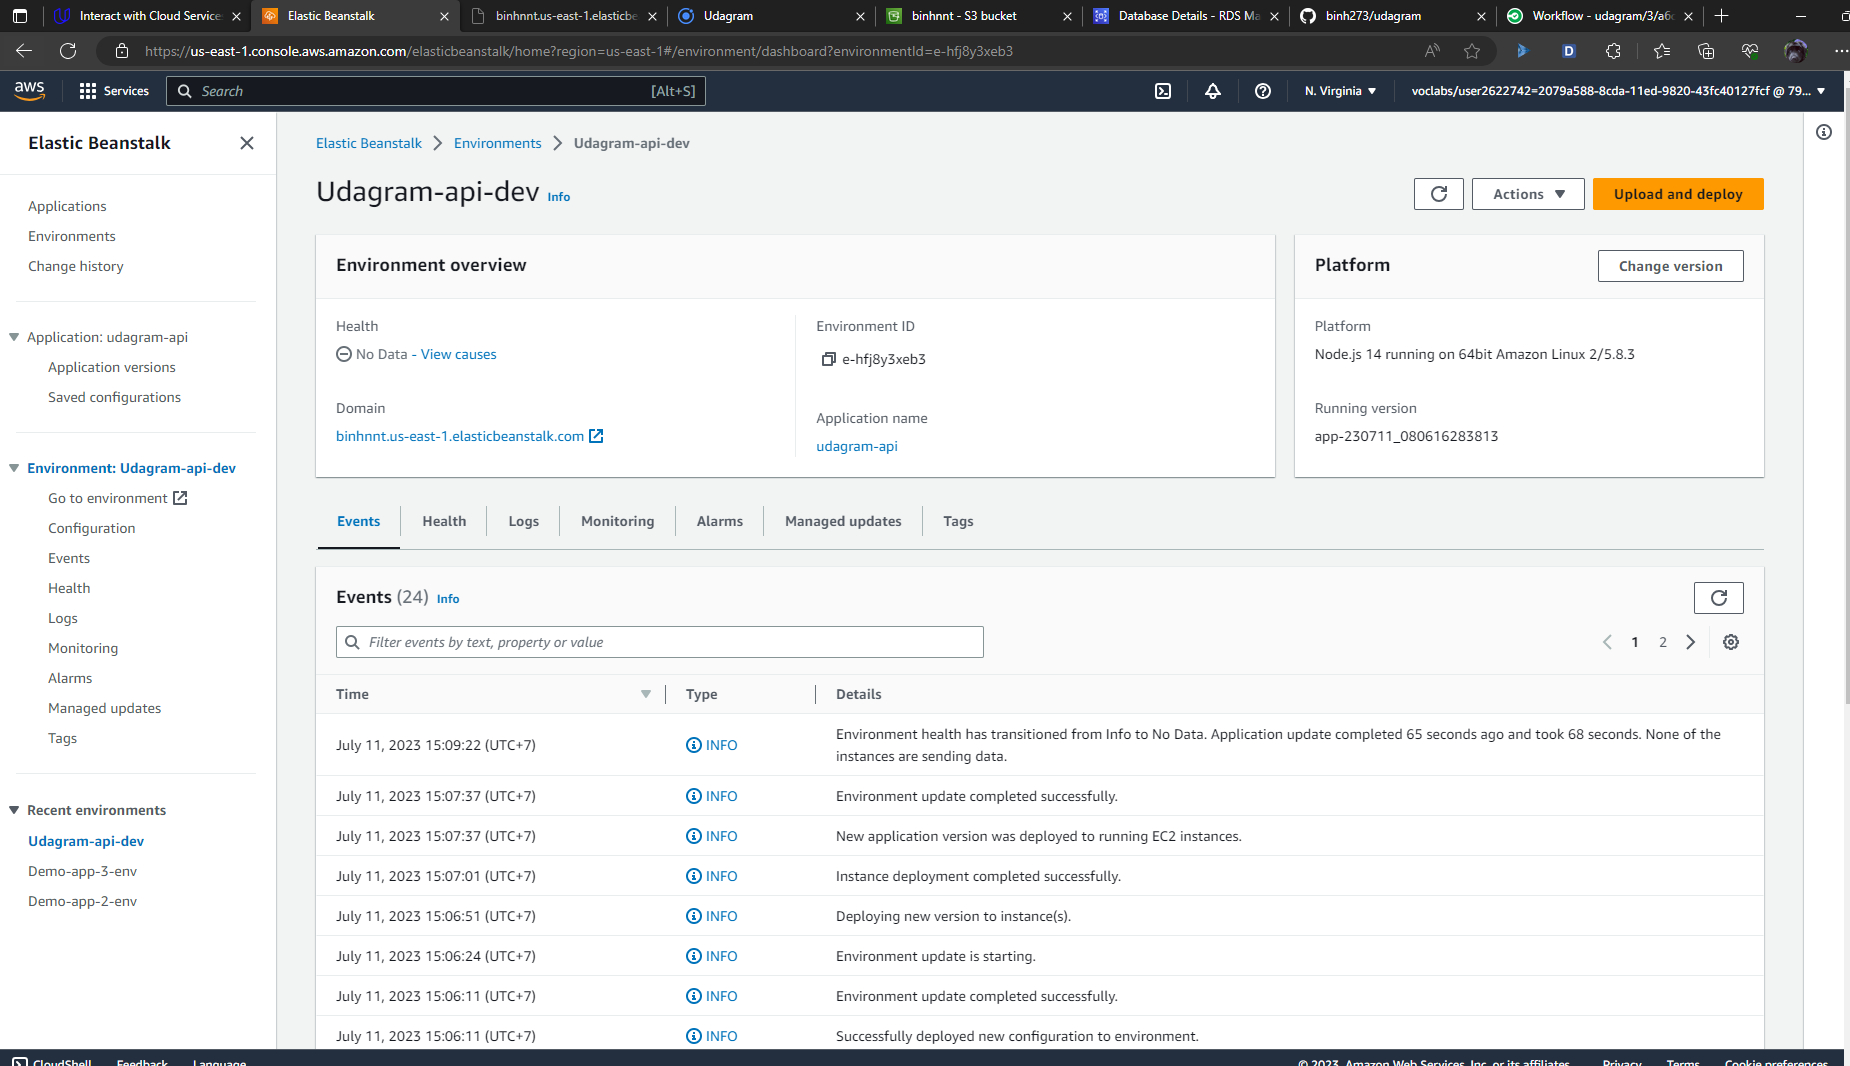 Interact with Cloud Service
Elastic Beanstalk
binhnnt.us-east-1.elasticbe
Udagram
binhnnt - S3 bucket
Database Details - RDS Ma
binh273/udagram
Workflow - udagram/3/a6c
https://us-east-1.console.aws.amazon.com/elasticbeanstalk/home?region=us-east-1#/environment/dashboard?environmentId=e-hfj8y3xeb3
aws
Services
Search
[Alt+S]
N. Virginia
voclabs/user2622742=2079a588-8cda-11ed-9820-43fc40127fcf @ 79...
Elastic Beanstalk
Applications
Environments
Change history
Application: udagram-api
Application versions
Saved configurations
Environment: Udagram-api-dev
Go to environment
Configuration
Events
Health
Logs
Monitoring
Alarms
Managed updates
Tags
Recent environments
Udagram-api-dev
Demo-app-3-env
Demo-app-2-env
Elastic Beanstalk
Environments
Udagram-api-dev
Udagram-api-dev Info
Actions
Upload and deploy
Environment overview
Health
No Data - View causes
Domain
binhnnt.us-east-1.elasticbeanstalk.com
Environment ID
e-hfj8y3xeb3
Application name
udagram-api
Platform
Change version
Platform
Node.js 14 running on 64bit Amazon Linux 2/5.8.3
Running version
app-230711_080616283813
Events
Health
Logs
Monitoring
Alarms
Managed updates
Tags
Events (24) Info
Filter events by text, property or value
1
2
Time
Type
Details
July 11, 2023 15:09:22 (UTC+7)
INFO
Environment health has transitioned from Info to No Data. Application update completed 65 seconds ago and took 68 seconds. None of the
instances are sending data.
July 11, 2023 15:07:37 (UTC+7)
INFO
Environment update completed successfully.
July 11, 2023 15:07:37 (UTC+7)
INFO
New application version was deployed to running EC2 instances.
July 11, 2023 15:07:01 (UTC+7)
INFO
Instance deployment completed successfully.
July 11, 2023 15:06:51 (UTC+7)
INFO
Deploying new version to instance(s).
July 11, 2023 15:06:24 (UTC+7)
INFO
Environment update is starting.
July 11, 2023 15:06:11 (UTC+7)
INFO
Environment update completed successfully.
July 11, 2023 15:06:11 (UTC+7)
INFO
Successfully deployed new configuration to environment.
CloudShell
Feedback
Language
© 2023, Amazon Web Services, Inc. or its affiliates.
Privacy
Terms
Cookie preferences